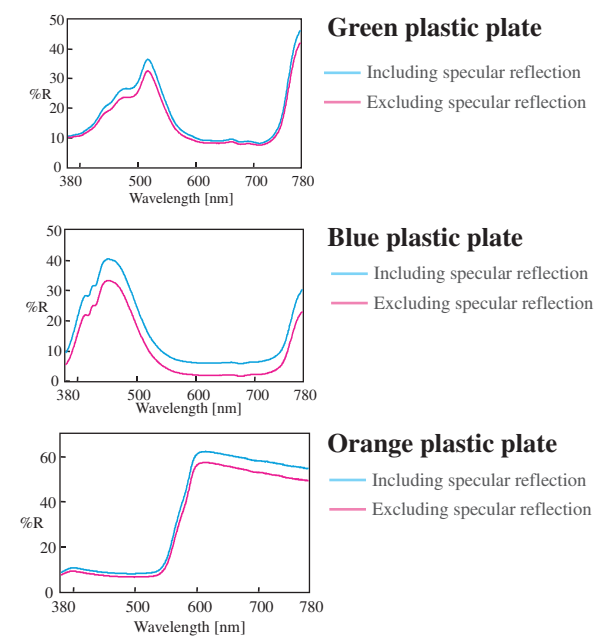 Green plastic plate
Including specular reflection
Excluding specular reflection
50
40
30
%R
20
10
0
380 500 600 700 780
Wavelength [nm]
Blue plastic plate
Including specular reflection
Excluding specular reflection
50
40
30
%R
20
10
0
380 500 600 700 780
Wavelength [nm]
Orange plastic plate
Including specular reflection
Excluding specular reflection
60
40
%R
20
0
380 500 600 700 780
Wavelength [nm]